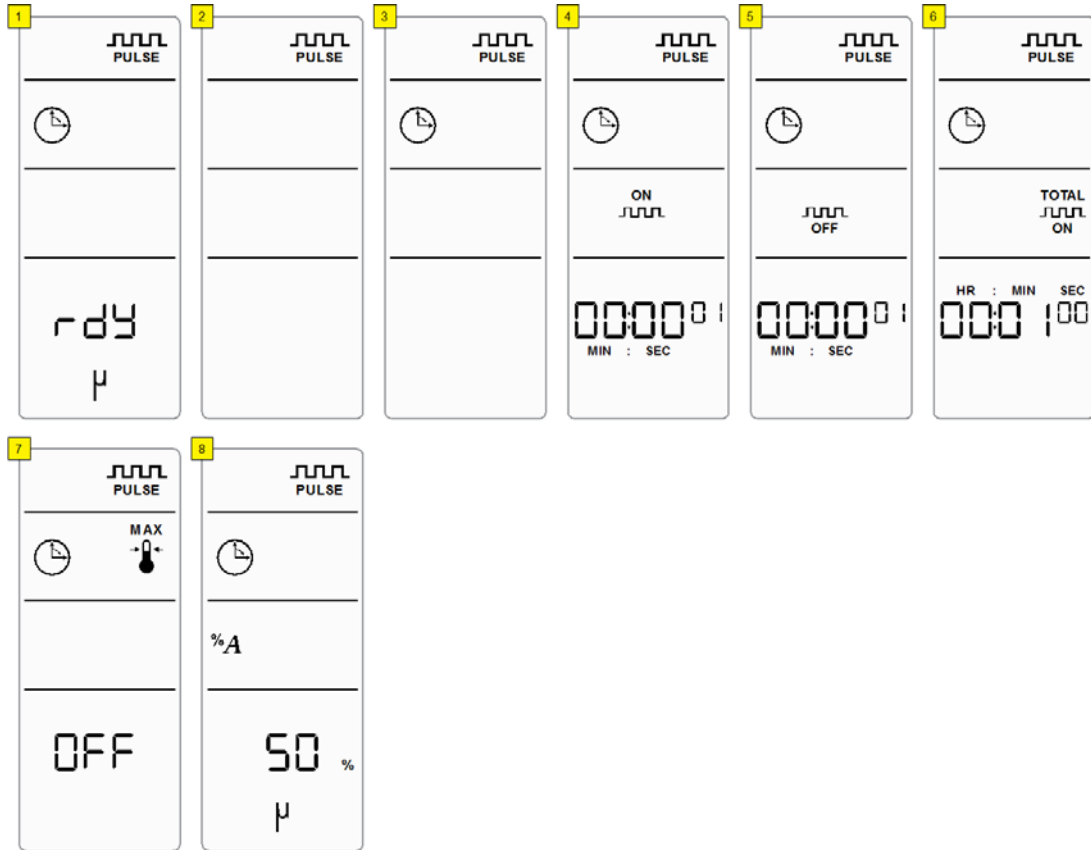 1
PULSE
rdY
µ
2
PULSE
3
PULSE
4
PULSE
ON
00:00 01
MIN : SEC
5
PULSE
OFF
00:00 01
MIN : SEC
6
PULSE
TOTAL
ON
HR : MIN SEC
00:01 00
7
PULSE
MAX
OFF
8
PULSE
%A
50 %
µ